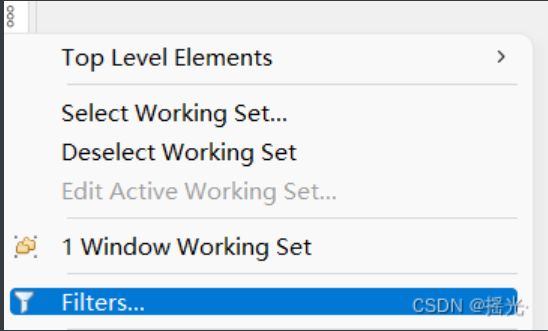 Top Level Elements
Select Working Set...
Deselect Working Set
Edit Active Working Set...
1 Window Working Set
Filters...
CSDN @摇光